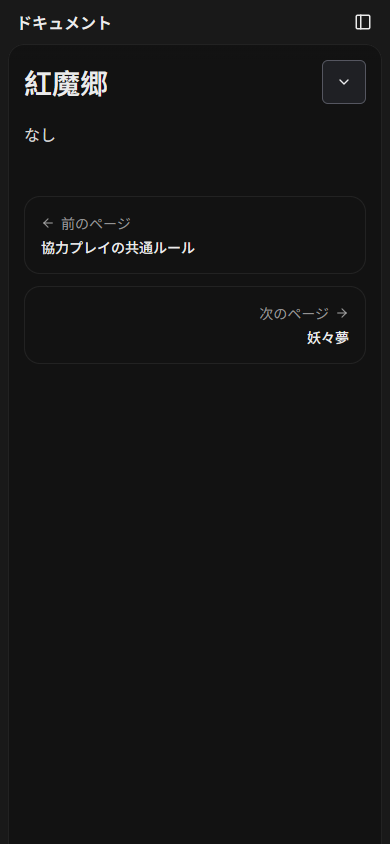 ドキュメント
紅魔郷
なし
前のページ
協力プレイの共通ルール
次のページ
妖々夢